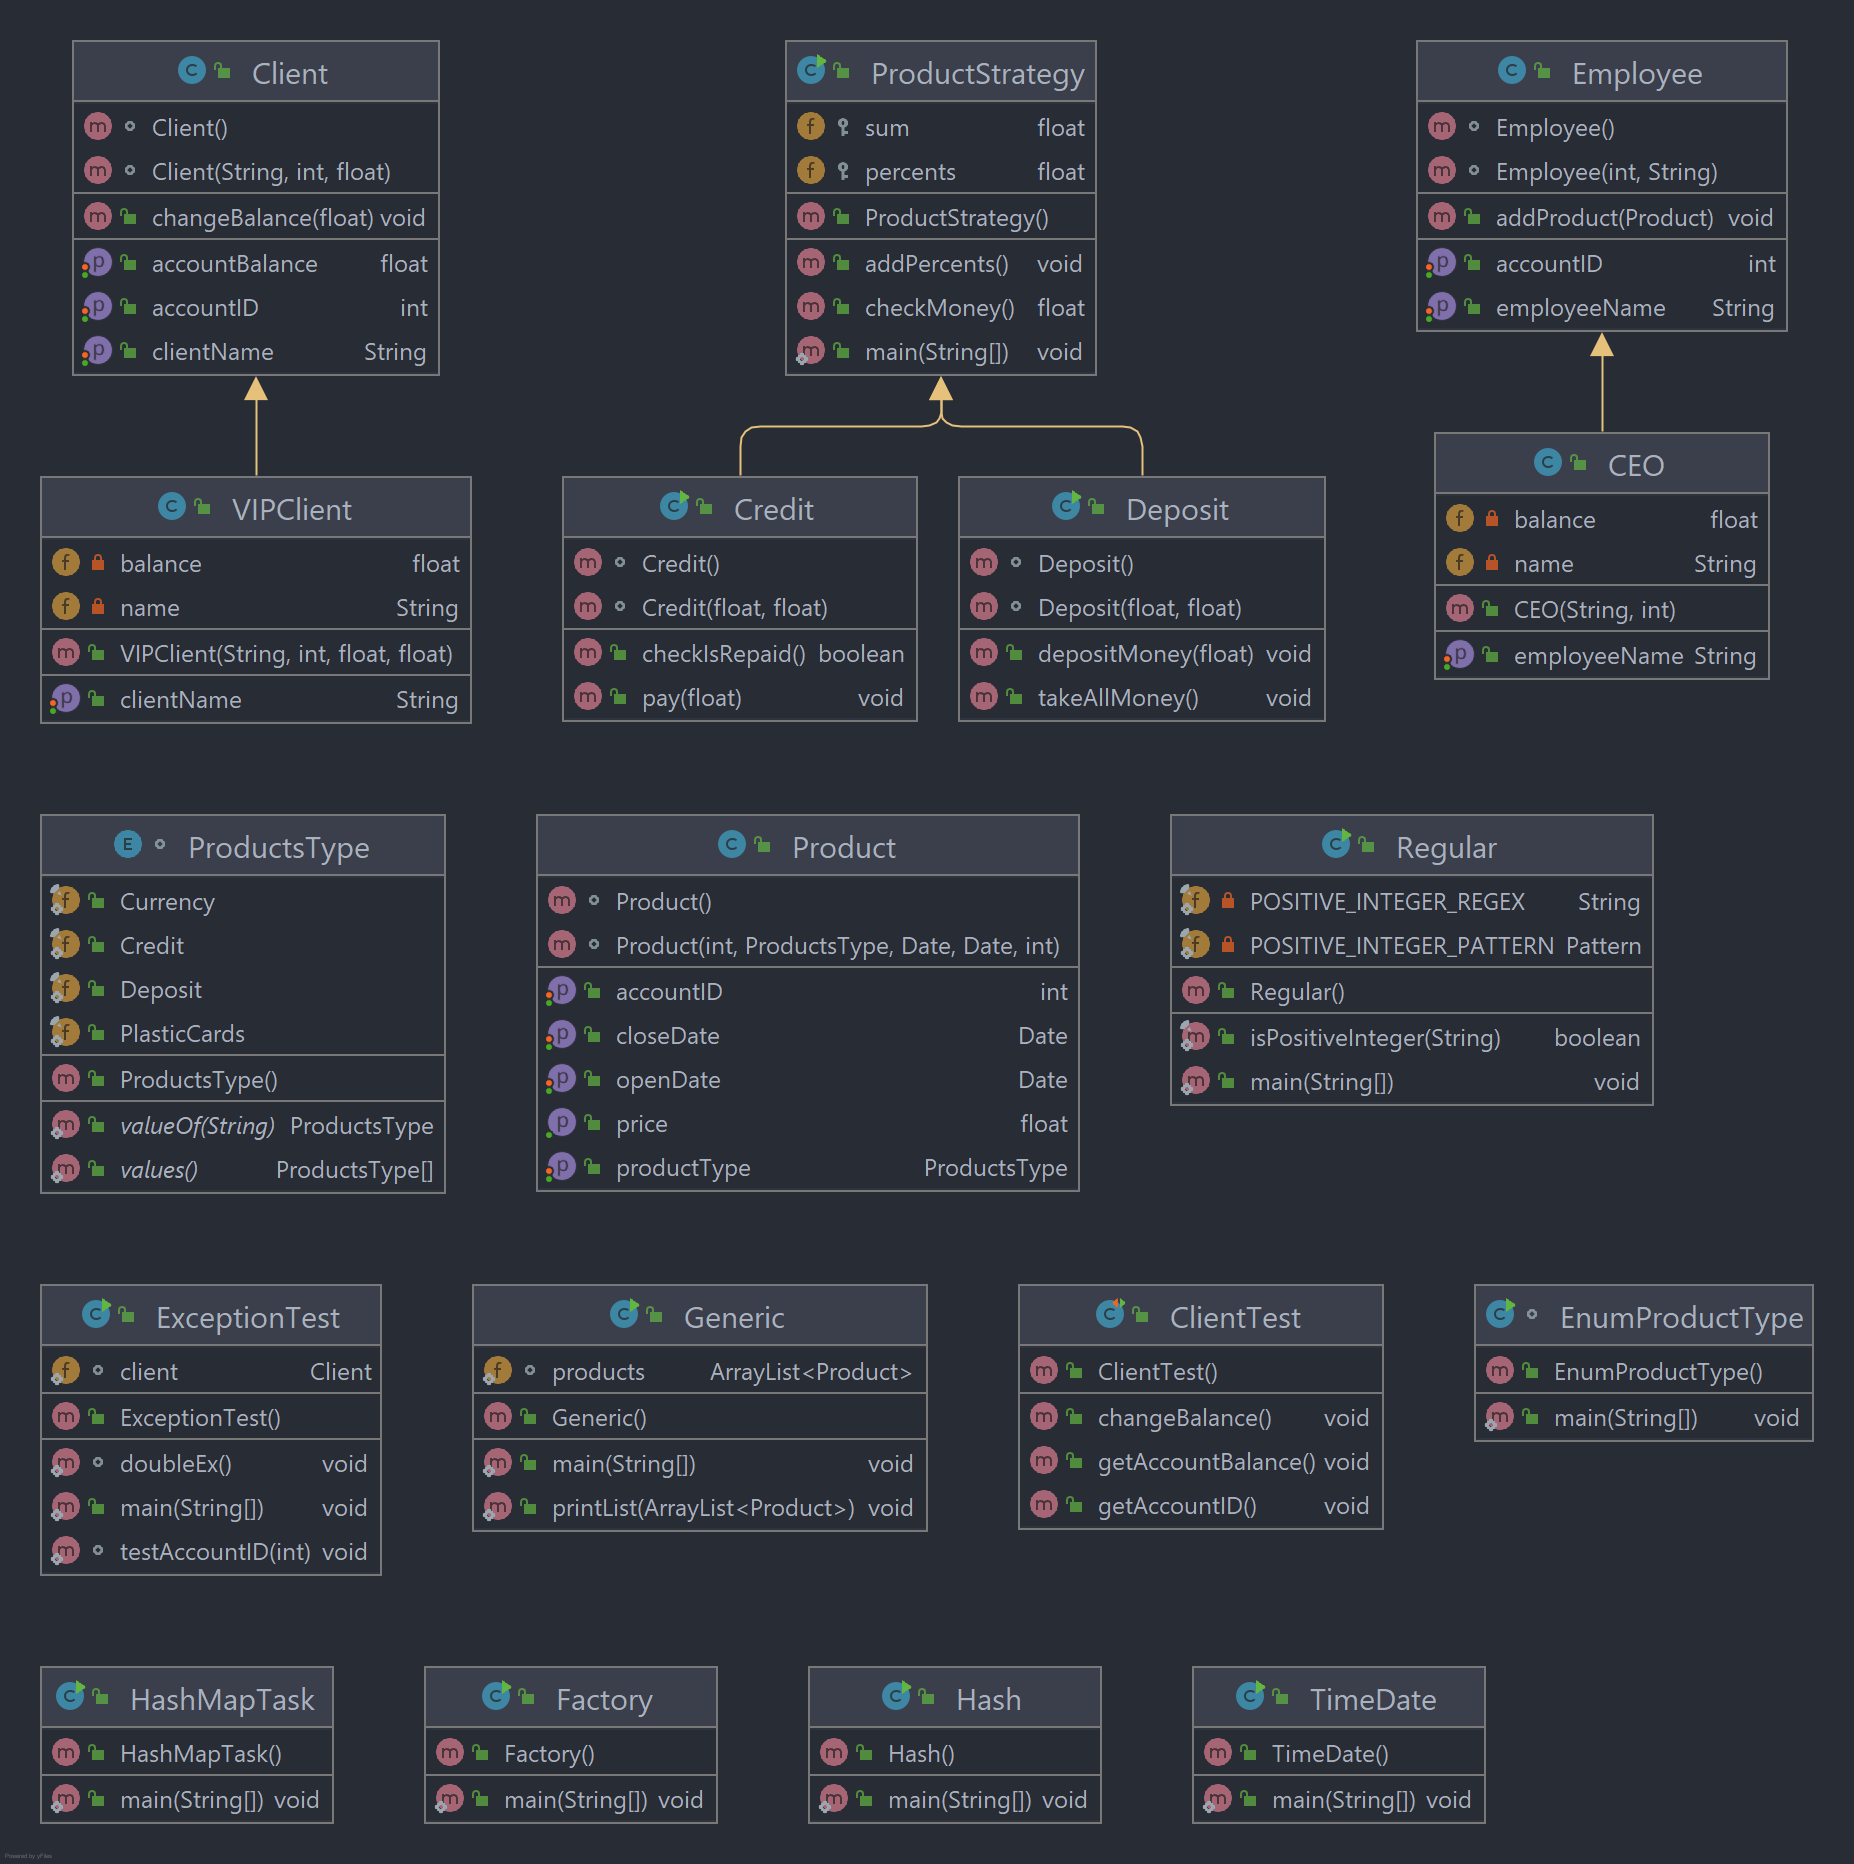 Client
Client()
Client(String, int, float)
changeBalance(float) void
accountBalance float
accountID int
clientName String
ProductStrategy
sum float
percents float
ProductStrategy()
addPercents() void
checkMoney() float
main(String[]) void
Employee
Employee()
Employee(int, String)
addProduct(Product) void
accountID int
employeeName String
VIPClient
balance float
name String
VIPClient(String, int, float, float)
clientName String
Credit
Credit()
Credit(float, float)
checkIsRepaid() boolean
pay(float) void
Deposit
Deposit()
Deposit(float, float)
depositMoney(float) void
takeAllMoney() void
CEO
balance float
name String
CEO(String, int)
employeeName String
ProductsType
Currency
Credit
Deposit
PlasticCards
ProductsType()
valueOf(String) ProductsType
values() ProductsType[]
Product
Product()
Product(int, ProductsType, Date, Date, int)
accountID int
closeDate Date
openDate Date
price float
productType ProductsType
Regular
POSITIVE_INTEGER_REGEX String
POSITIVE_INTEGER_PATTERN Pattern
Regular()
isPositiveInteger(String) boolean
main(String[]) void
ExceptionTest
client Client
ExceptionTest()
doubleEx() void
main(String[]) void
testAccountID(int) void
Generic
products ArrayList<Product>
Generic()
main(String[]) void
printList(ArrayList<Product>) void
ClientTest
ClientTest()
changeBalance() void
getAccountBalance() void
getAccountID() void
EnumProductType
EnumProductType()
main(String[]) void
HashMapTask
HashMapTask()
main(String[]) void
Factory
Factory()
main(String[]) void
Hash
Hash()
main(String[]) void
TimeDate
TimeDate()
main(String[]) void
Powered by yFiles